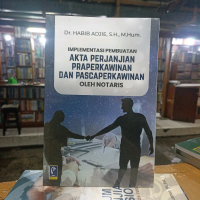 Dr. HABIB ADJIE, S.H., M.Hum.
IMPLEMENTASI PEMBUATAN
AKTA PERJANJIAN
PRAPERKAWINAN
DAN PASCAPERKAWINAN
OLEH NOTARIS